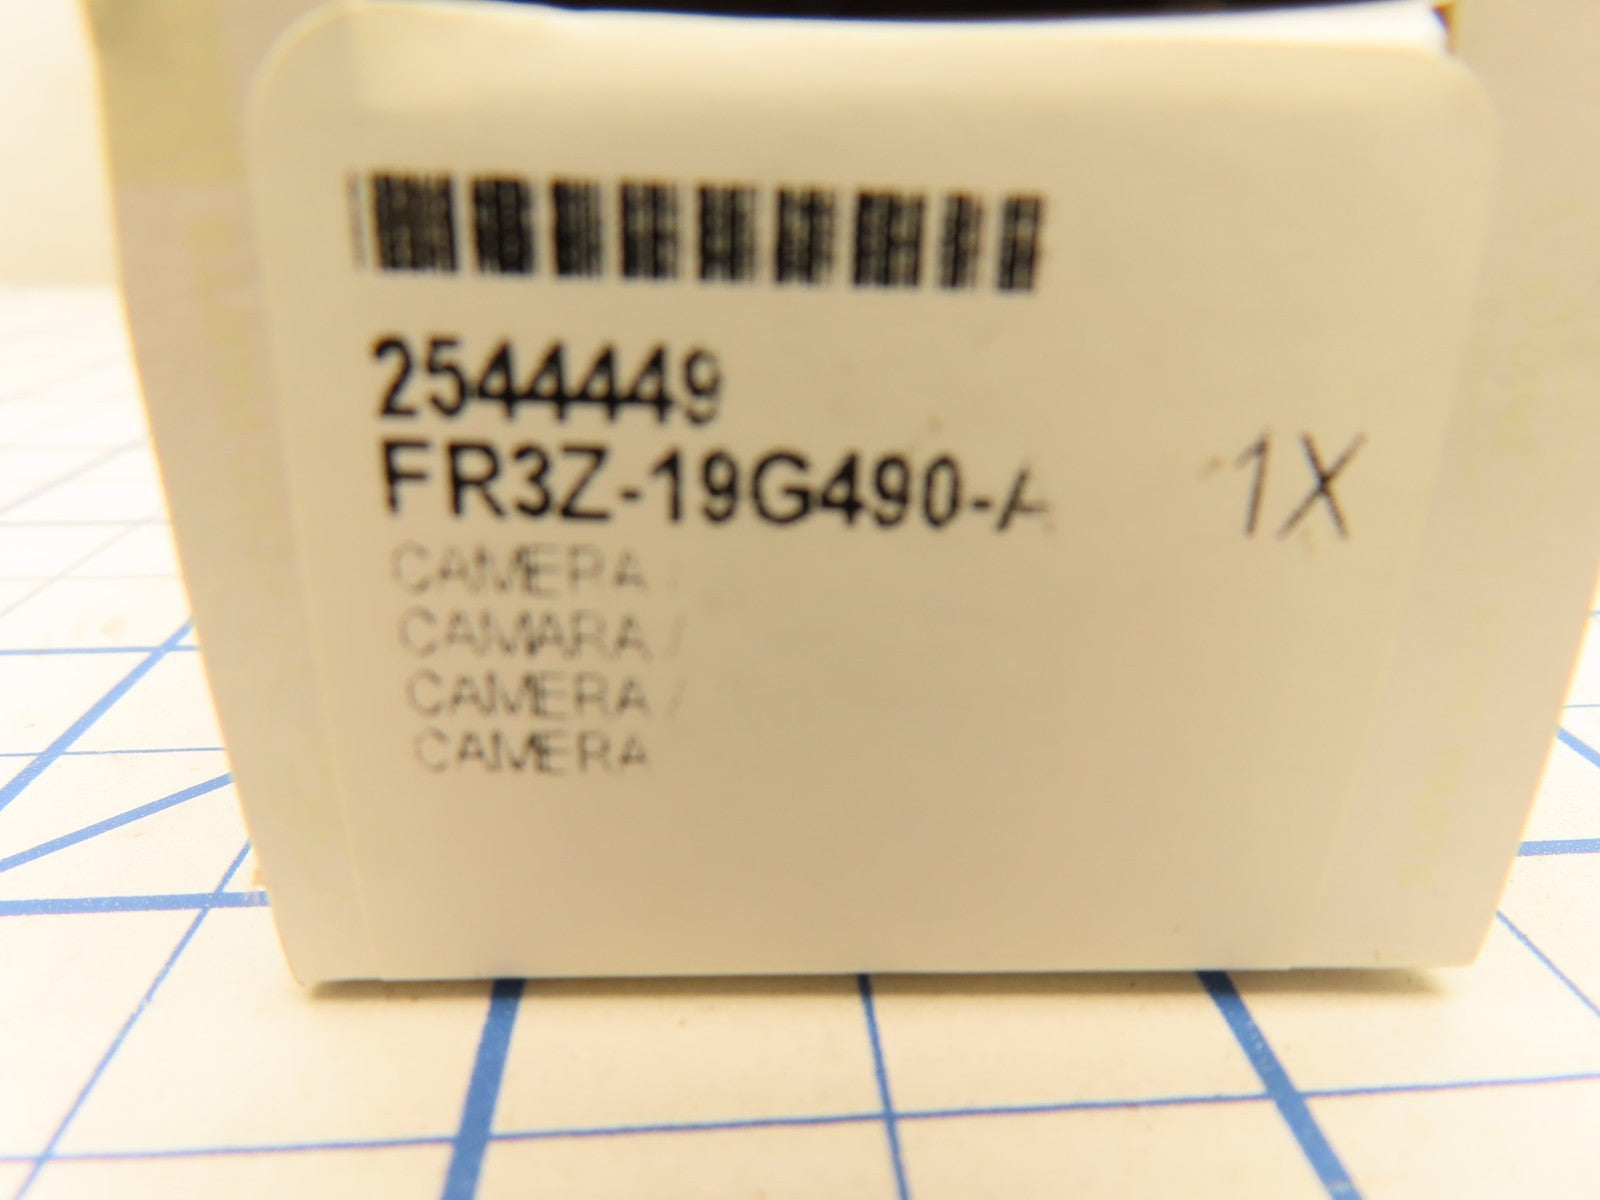 2544449
FR3Z-19G490-A 1X
CAMERA /
CAMARA /
CAMERA /
CAMERA